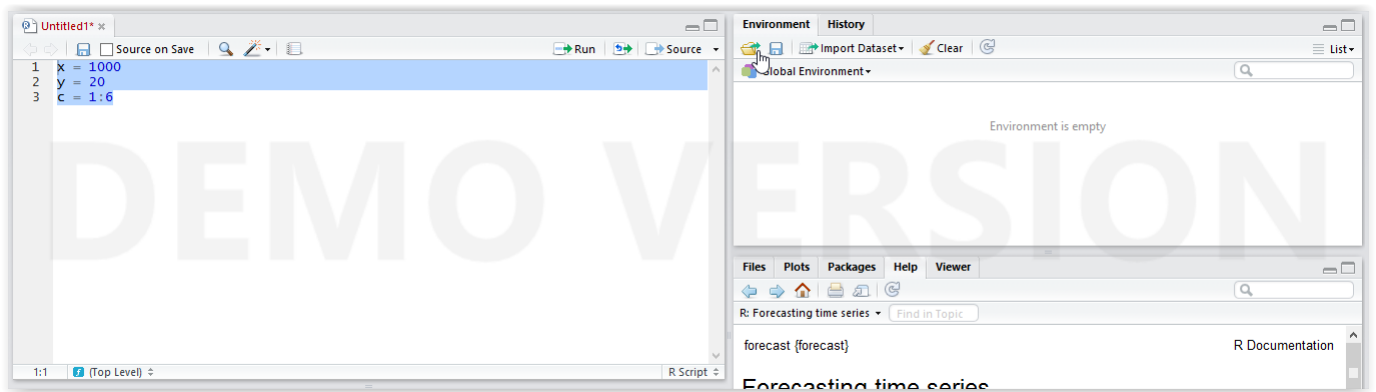 Untitled1*
Source on Save
Run
Source
1 x = 1000
2 y = 20
3 c = 1:6
1:1 (Top Level) R Script
Environment History
Import Dataset Clear List
Global Environment
Environment is empty
Files Plots Packages Help Viewer
R: Forecasting time series Find in Topic
forecast {forecast} R Documentation
Forecasting time series
DEMO VERSION